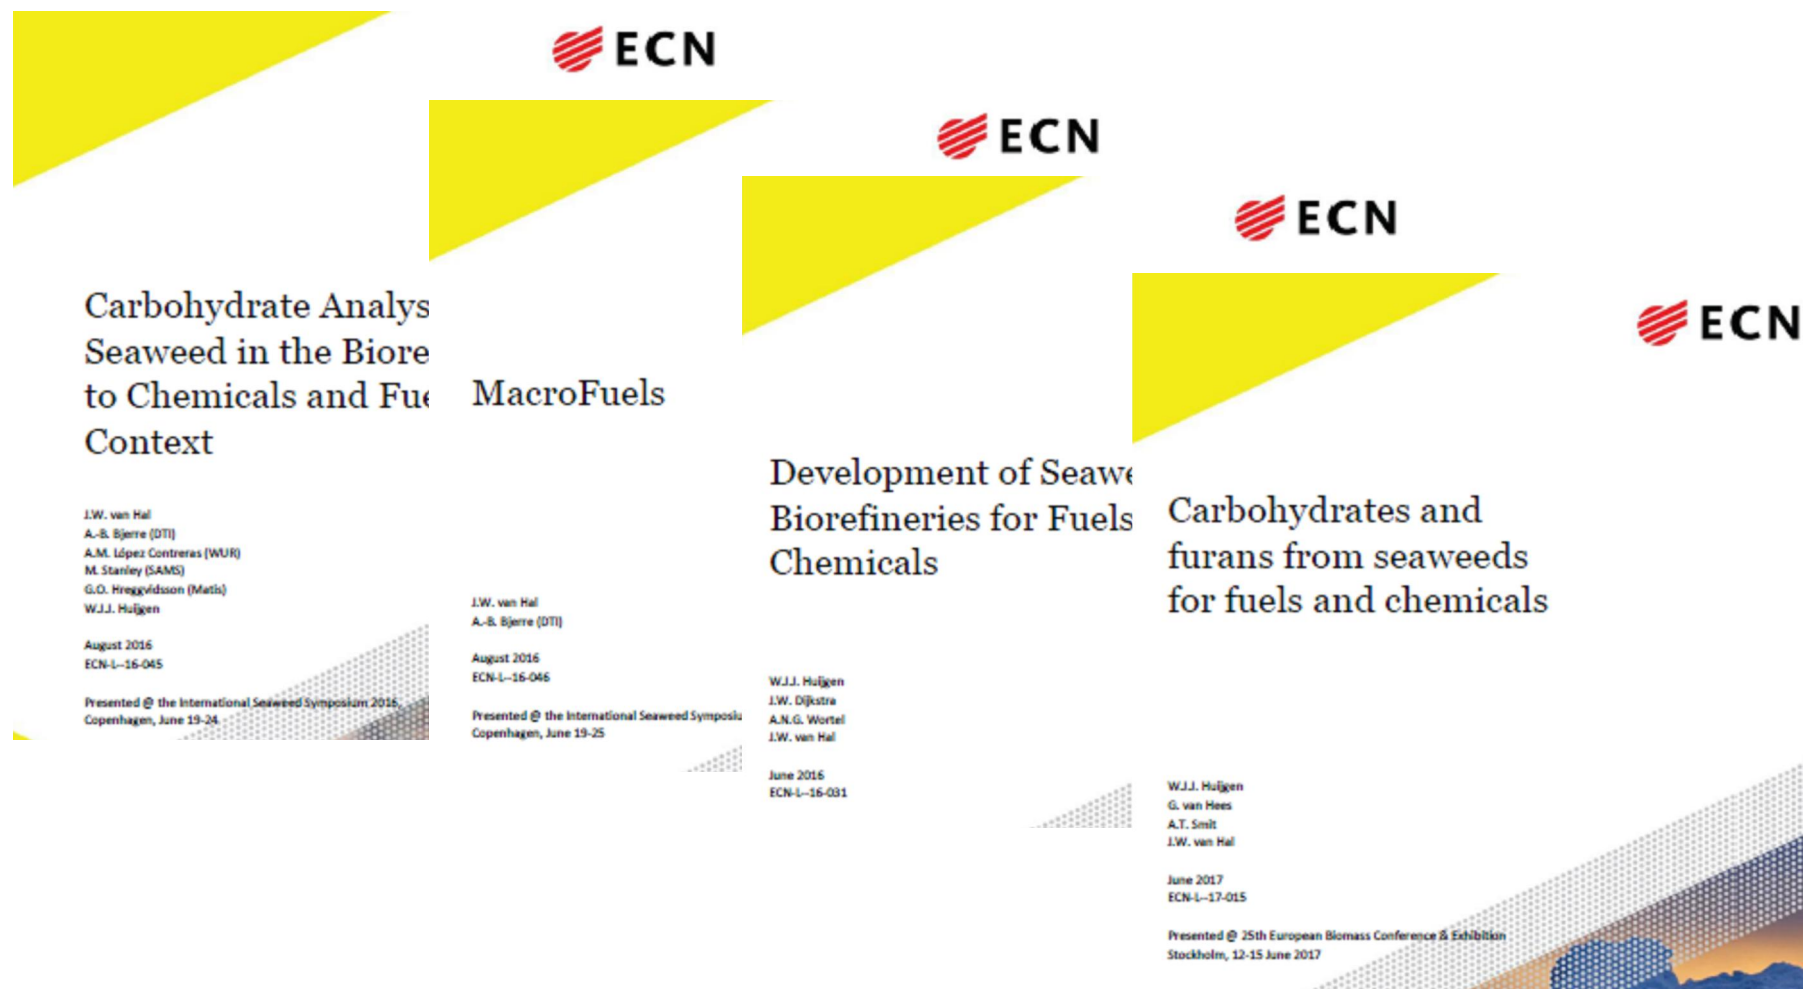 ECN
Carbohydrate Analys
Seaweed in the Biore
to Chemicals and Fue
Context
J.W. van Hal
A.-B. Bjerre (DTI)
A.M. López Contreras (WUR)
M. Stanley (SAMS)
G.O. Hreggvidsson (Matis)
W.J.J. Huijgen
August 2016
ECN-L--16-045
Presented @ the International Seaweed Symposium 2016,
Copenhagen, June 19-24.
ECN
MacroFuels
J.W. van Hal
A.-B. Bjerre (DTI)
August 2016
ECN-L--16-046
Presented @ the International Seaweed Symposiu
Copenhagen, June 19-25
ECN
Development of Seawe
Biorefineries for Fuels
Chemicals
W.J.J. Huijgen
J.W. Dijkstra
A.N.G. Wortel
J.W. van Hal
June 2016
ECN-L--16-031
ECN
Carbohydrates and
furans from seaweeds
for fuels and chemicals
W.J.J. Huijgen
G. van Hees
A.T. Smit
J.W. van Hal
June 2017
ECN-L--17-015
Presented @ 25th European Biomass Conference & Exhibition
Stockholm, 12-15 June 2017